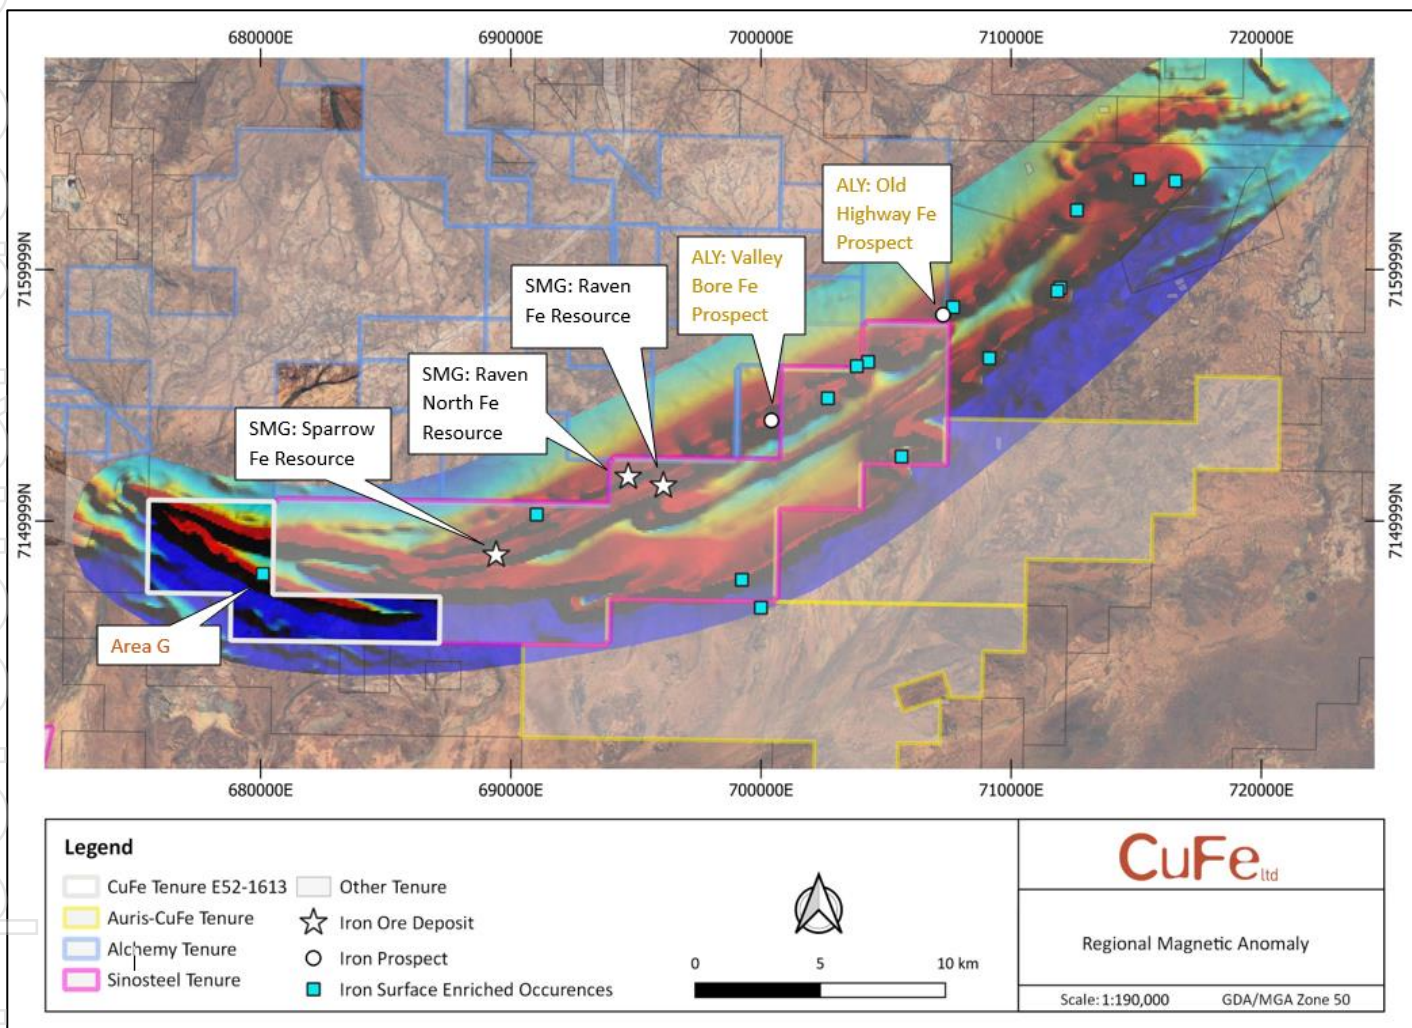 680000E
690000E
700000E
710000E
720000E
7159999N
7159999N
7149999N
7149999N
ALY: Old
Highway Fe
Prospect
ALY: Valley
Bore Fe
Prospect
SMG: Raven
Fe Resource
SMG: Raven
North Fe
Resource
SMG: Sparrow
Fe Resource
Area G
680000E
690000E
700000E
710000E
720000E
Legend
CuFe Tenure E52-1613
Auris-CuFe Tenure
Alchemy Tenure
Sinosteel Tenure
Other Tenure
Iron Ore Deposit
Iron Prospect
Iron Surface Enriched Occurences
0
5
10 km
CuFe ltd
Regional Magnetic Anomaly
Scale: 1:190,000
GDA/MGA Zone 50